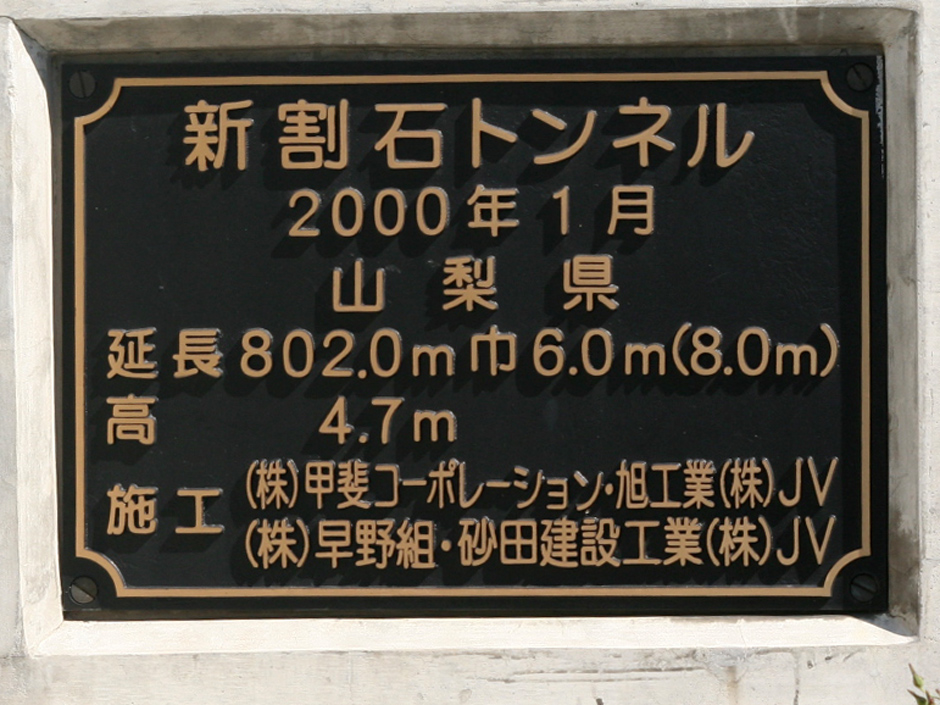 新割石トンネル
2000年1月
山梨県
延長802.0m巾6.0m(8.0m)
高 4.7m
施工 (株)甲斐コーポレーション・旭工業(株)JV
(株)早野組・砂田建設工業(株)JV